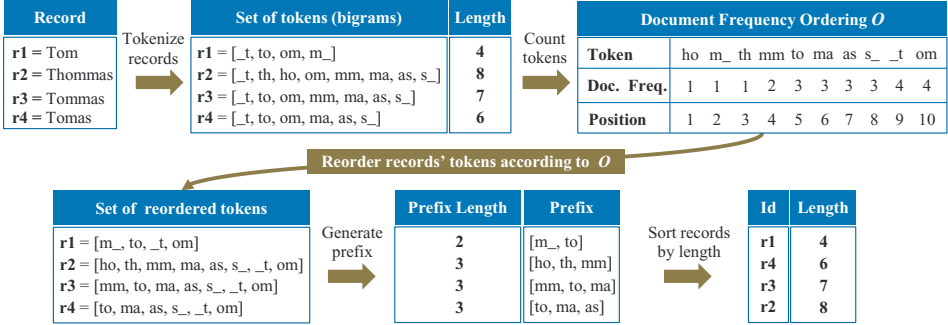 Record
r1 = Tom
r2 = Thommas
r3 = Tommas
r4 = Tomas
Tokenize
records
Set of tokens (bigrams) Length
r1 = [_t, to, om, m_] 4
r2 = [_t, th, ho, om, mm, ma, as, s_] 8
r3 = [_t, to, om, mm, ma, as, s_] 7
r4 = [_t, to, om, ma, as, s_] 6
Count
tokens
Document Frequency Ordering O
Token ho m_ th mm to ma as s_ _t om
Doc. Freq. 1 1 1 2 3 3 3 3 4 4
Position 1 2 3 4 5 6 7 8 9 10
Reorder records' tokens according to O
Set of reordered tokens
r1 = [m_, to, _t, om]
r2 = [ho, th, mm, ma, as, s_, _t, om]
r3 = [mm, to, ma, as, s_, _t, om]
r4 = [to, ma, as, s_, _t, om]
Generate
prefix
Prefix Length Prefix
2 [m_, to]
3 [ho, th, mm]
3 [mm, to, ma]
3 [to, ma, as]
Sort records
by length
Id Length
r1 4
r4 6
r3 7
r2 8